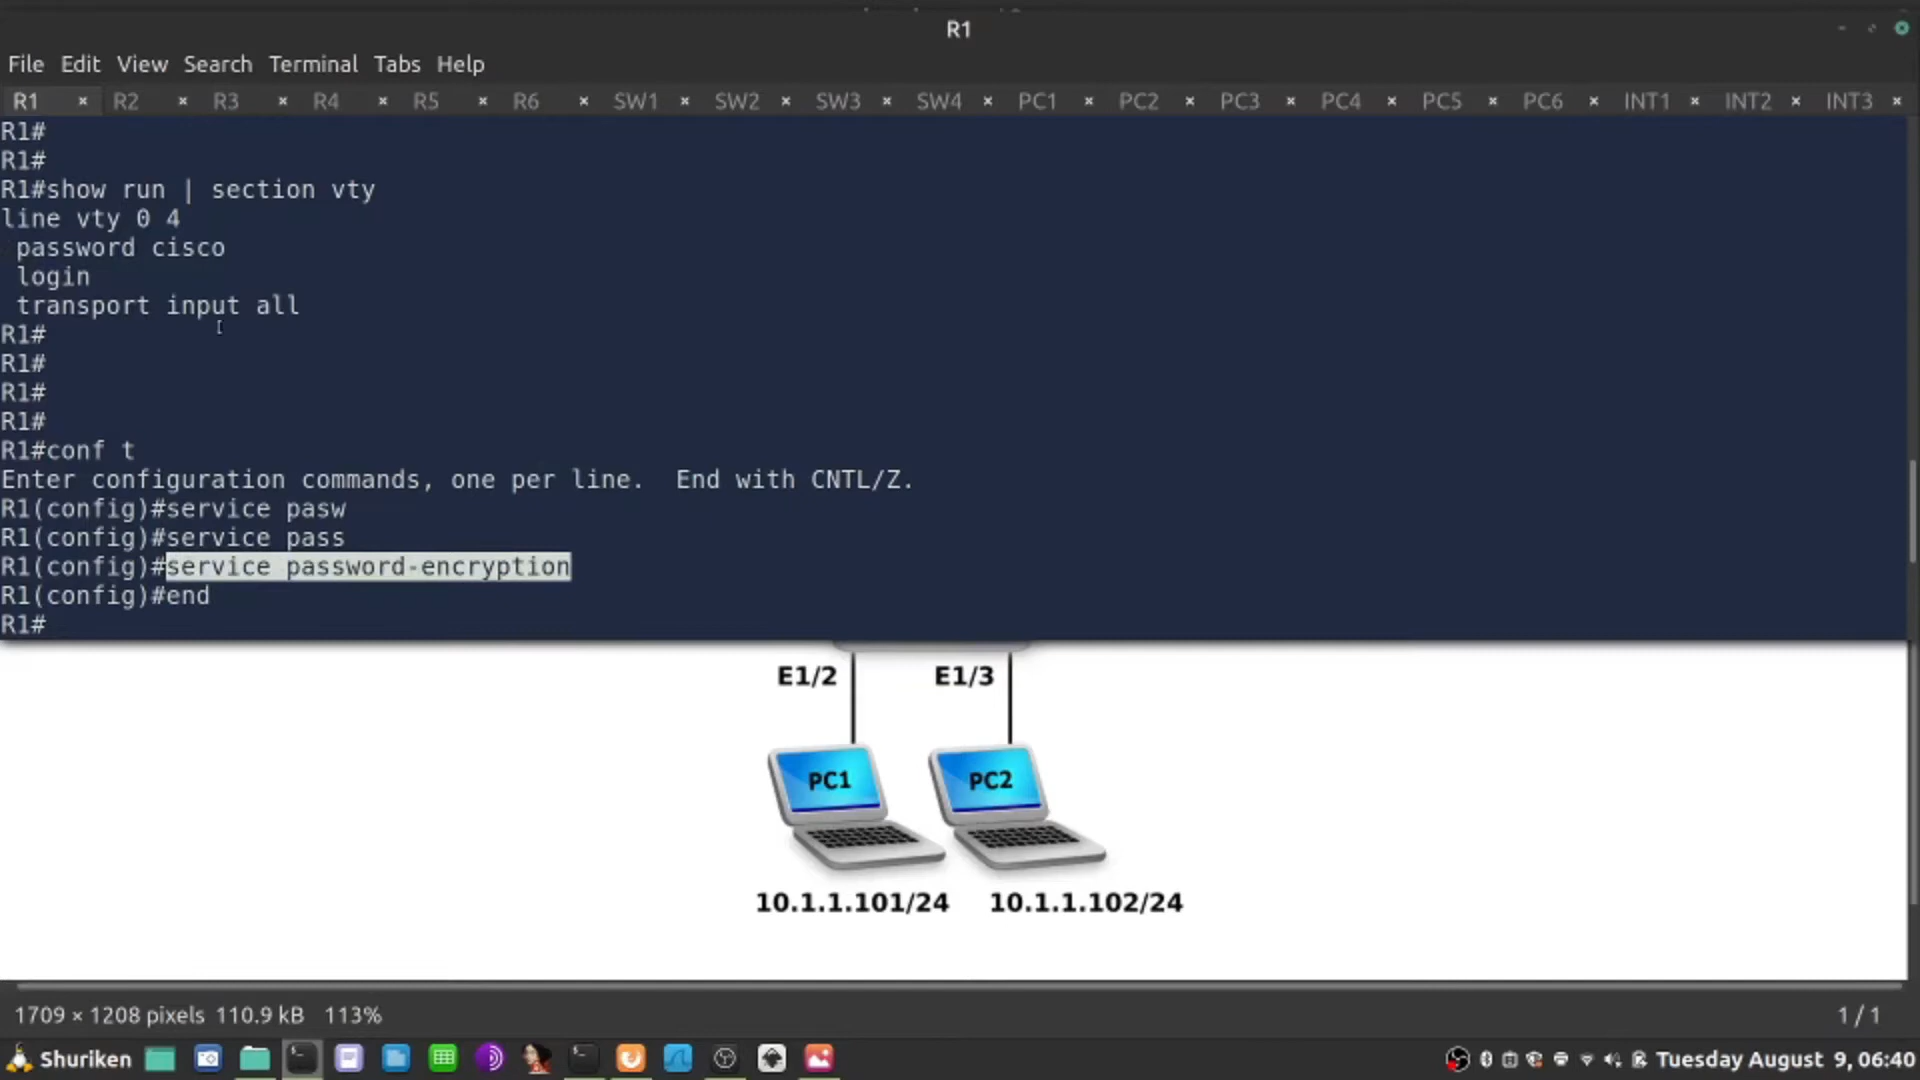 R1
File Edit View Search Terminal Tabs Help
R1 × R2 × R3 × R4 × R5 × R6 × SW1 × SW2 × SW3 × SW4 × PC1 × PC2 × PC3 × PC4 × PC5 × PC6 × INT1 × INT2 × INT3 ×
R1#
R1#
R1#show run | section vty
line vty 0 4
password cisco
login
transport input all
R1#
R1#
R1#
R1#
R1#conf t
Enter configuration commands, one per line. End with CNTL/Z.
R1(config)#service pasw
R1(config)#service pass
R1(config)#service password-encryption
R1(config)#end
R1#
E1/2 E1/3
PC1 PC2
10.1.1.101/24 10.1.1.102/24
1709 × 1208 pixels 110.9 kB 113% 1 / 1
Shuriken Tuesday August 9, 06:40